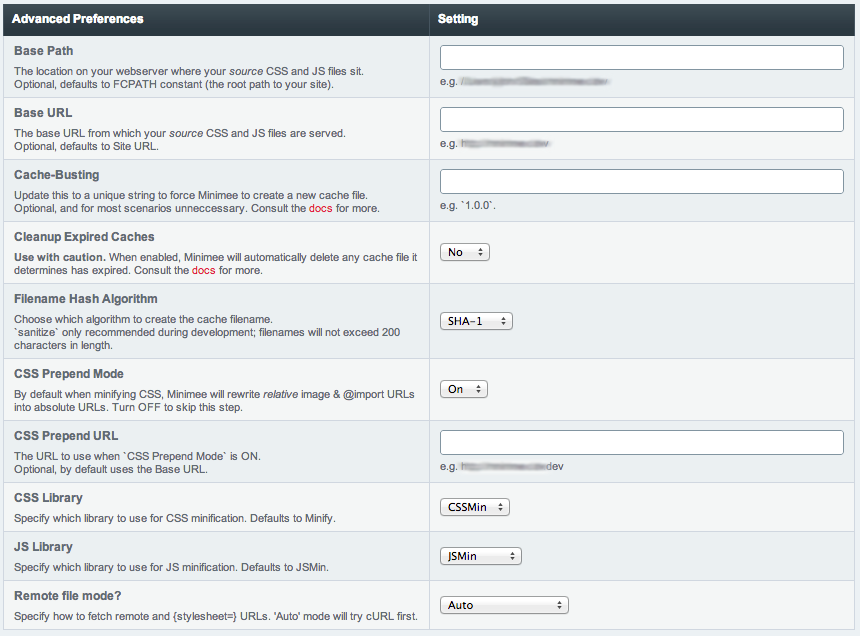 Advanced Preferences Setting
Base Path
The location on your webserver where your source CSS and JS files sit.
Optional, defaults to FCPATH constant (the root path to your site).
e.g.
Base URL
The base URL from which your source CSS and JS files are served.
Optional, defaults to Site URL.
e.g.
Cache-Busting
Update this to a unique string to force Minimee to create a new cache file.
Optional, and for most scenarios unneccessary. Consult the docs for more.
e.g. `1.0.0`.
Cleanup Expired Caches
Use with caution. When enabled, Minimee will automatically delete any cache file it
determines has expired. Consult the docs for more.
No
Filename Hash Algorithm
Choose which algorithm to create the cache filename.
`sanitize` only recommended during development; filenames will not exceed 200
characters in length.
SHA-1
CSS Prepend Mode
By default when minifying CSS, Minimee will rewrite relative image & @import URLs
into absolute URLs. Turn OFF to skip this step.
On
CSS Prepend URL
The URL to use when `CSS Prepend Mode` is ON.
Optional, by default uses the Base URL.
e.g. dev
CSS Library
Specify which library to use for CSS minification. Defaults to Minify.
CSSMin
JS Library
Specify which library to use for JS minification. Defaults to JSMin.
JSMin
Remote file mode?
Specify how to fetch remote and {stylesheet=} URLs. 'Auto' mode will try cURL first.
Auto